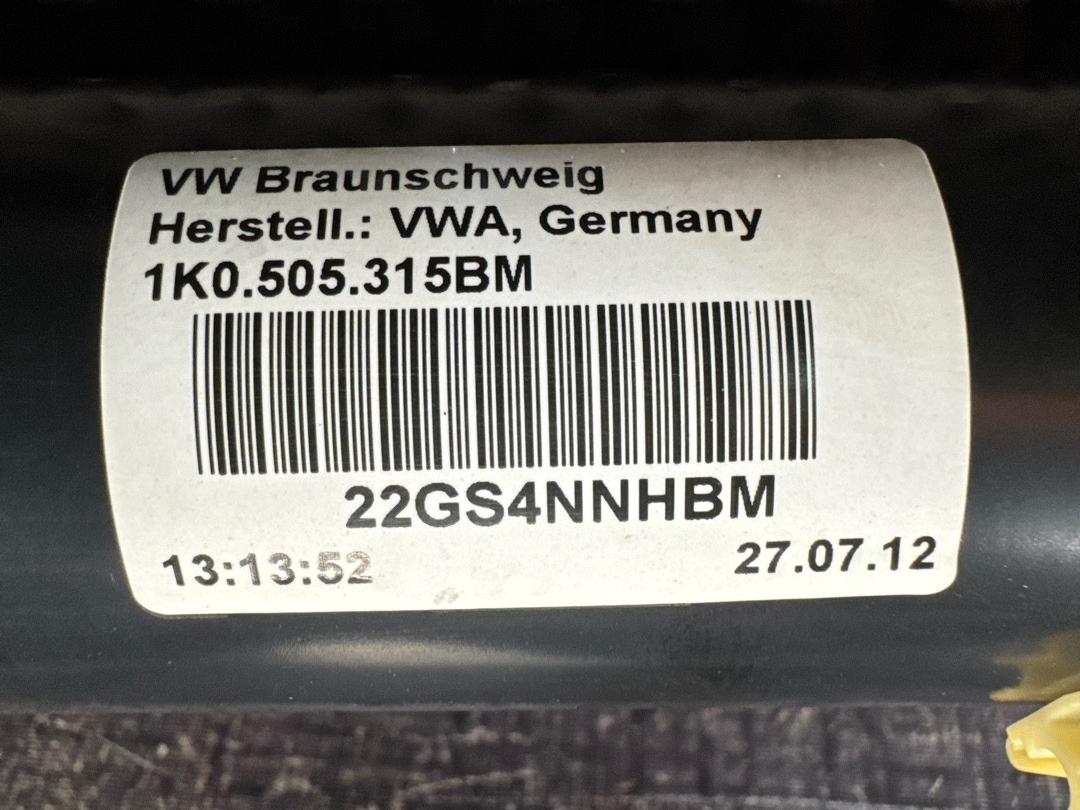 VW Braunschweig
Herstell.: VWA, Germany
1K0.505.315BM
22GS4NNHBM
13:13:52 27.07.12